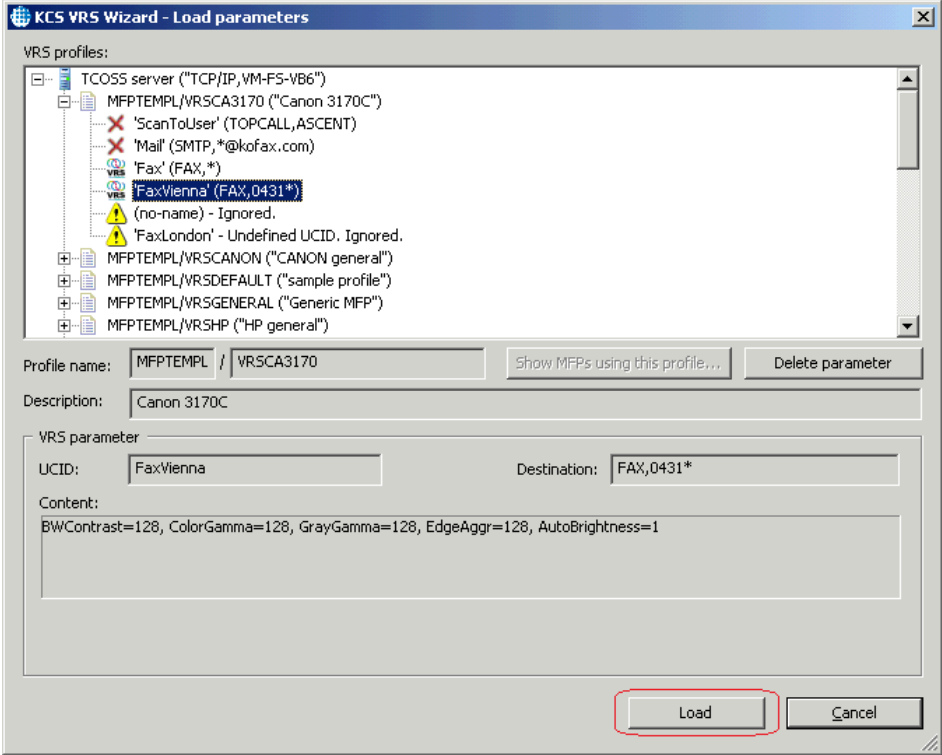 KCS VRS Wizard - Load parameters
VRS profiles:
TCOSS server ("TCP/IP,VM-FS-VB6")
MFPTEMPL/VRSCA3170 ("Canon 3170C")
'ScanToUser' (TOPCALL,ASCENT)
'Mail' (SMTP,*@kofax.com)
VRS 'Fax' (FAX,*)
VRS 'FaxVienna' (FAX,0431*)
(no-name) - Ignored.
'FaxLondon' - Undefined UCID. Ignored.
MFPTEMPL/VRSCANON ("CANON general")
MFPTEMPL/VRSDEFAULT ("sample profile")
MFPTEMPL/VRSGENERAL ("Generic MFP")
MFPTEMPL/VRSHP ("HP general")
Profile name: MFPTEMPL / VRSCA3170 Show MFPs using this profile... Delete parameter
Description: Canon 3170C
VRS parameter
UCID: FaxVienna Destination: FAX,0431*
Content:
BWContrast=128, ColorGamma=128, GrayGamma=128, EdgeAggr=128, AutoBrightness=1
Load Cancel